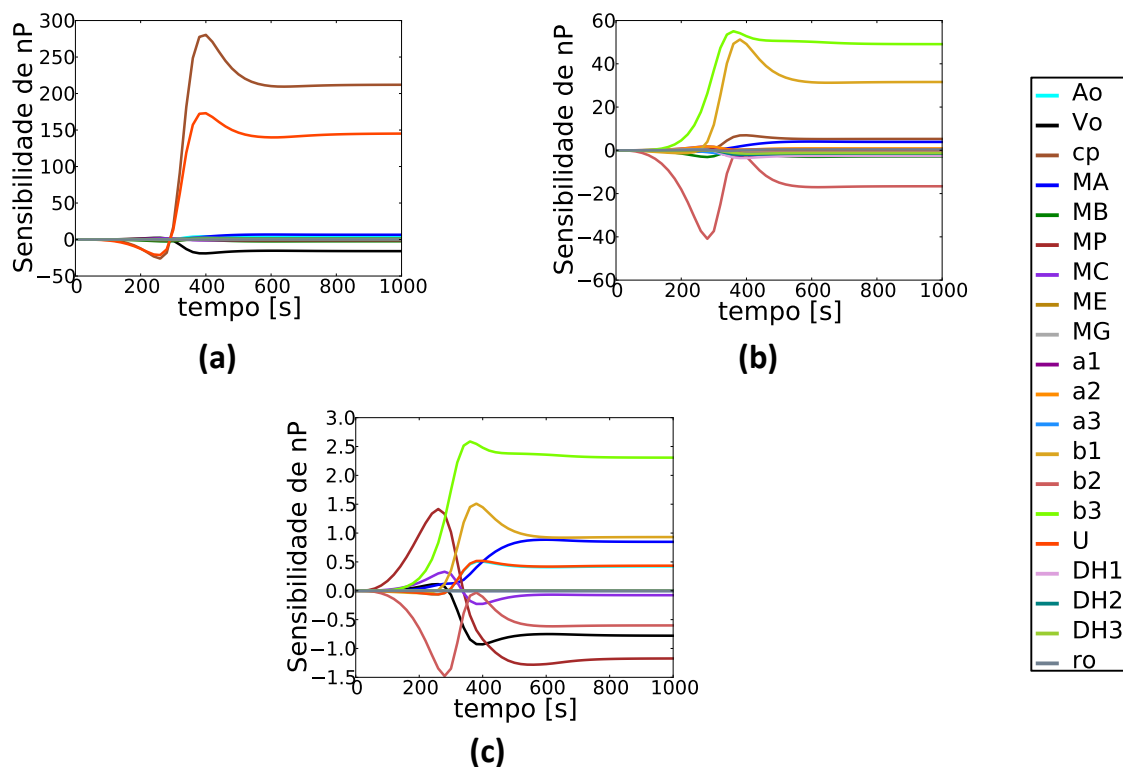 Sensibilidade de nP
300
250
200
150
100
50
0
−50
0 200 400 600 800 1000
tempo [s]
(a)
Sensibilidade de nP
60
40
20
0
−20
−40
−60
0 200 400 600 800 1000
tempo [s]
(b)
Sensibilidade de nP
3.0
2.5
2.0
1.5
1.0
0.5
0.0
−0.5
−1.0
−1.5
0 200 400 600 800 1000
tempo [s]
(c)
Ao
Vo
cp
MA
MB
MP
MC
ME
MG
a1
a2
a3
b1
b2
b3
U
DH1
DH2
DH3
ro